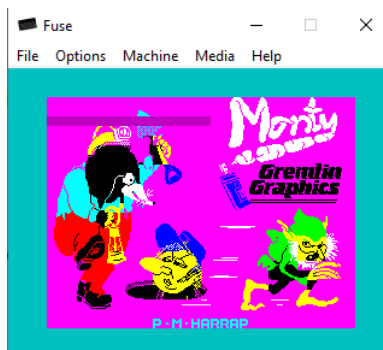 Fuse
File Options Machine Media Help
Monty
Gremlin
Graphics
P·M·HARRAP